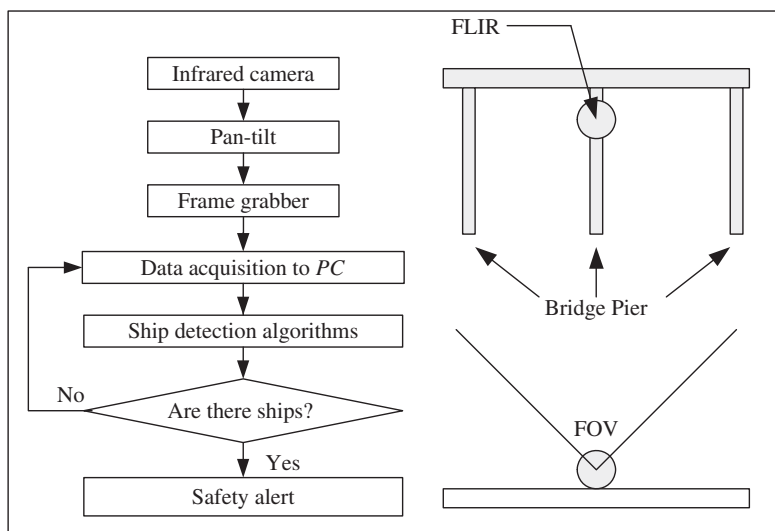 Infrared camera
Pan-tilt
Frame grabber
Data acquisition to PC
Ship detection algorithms
No
Are there ships?
Yes
Safety alert
FLIR
Bridge Pier
FOV